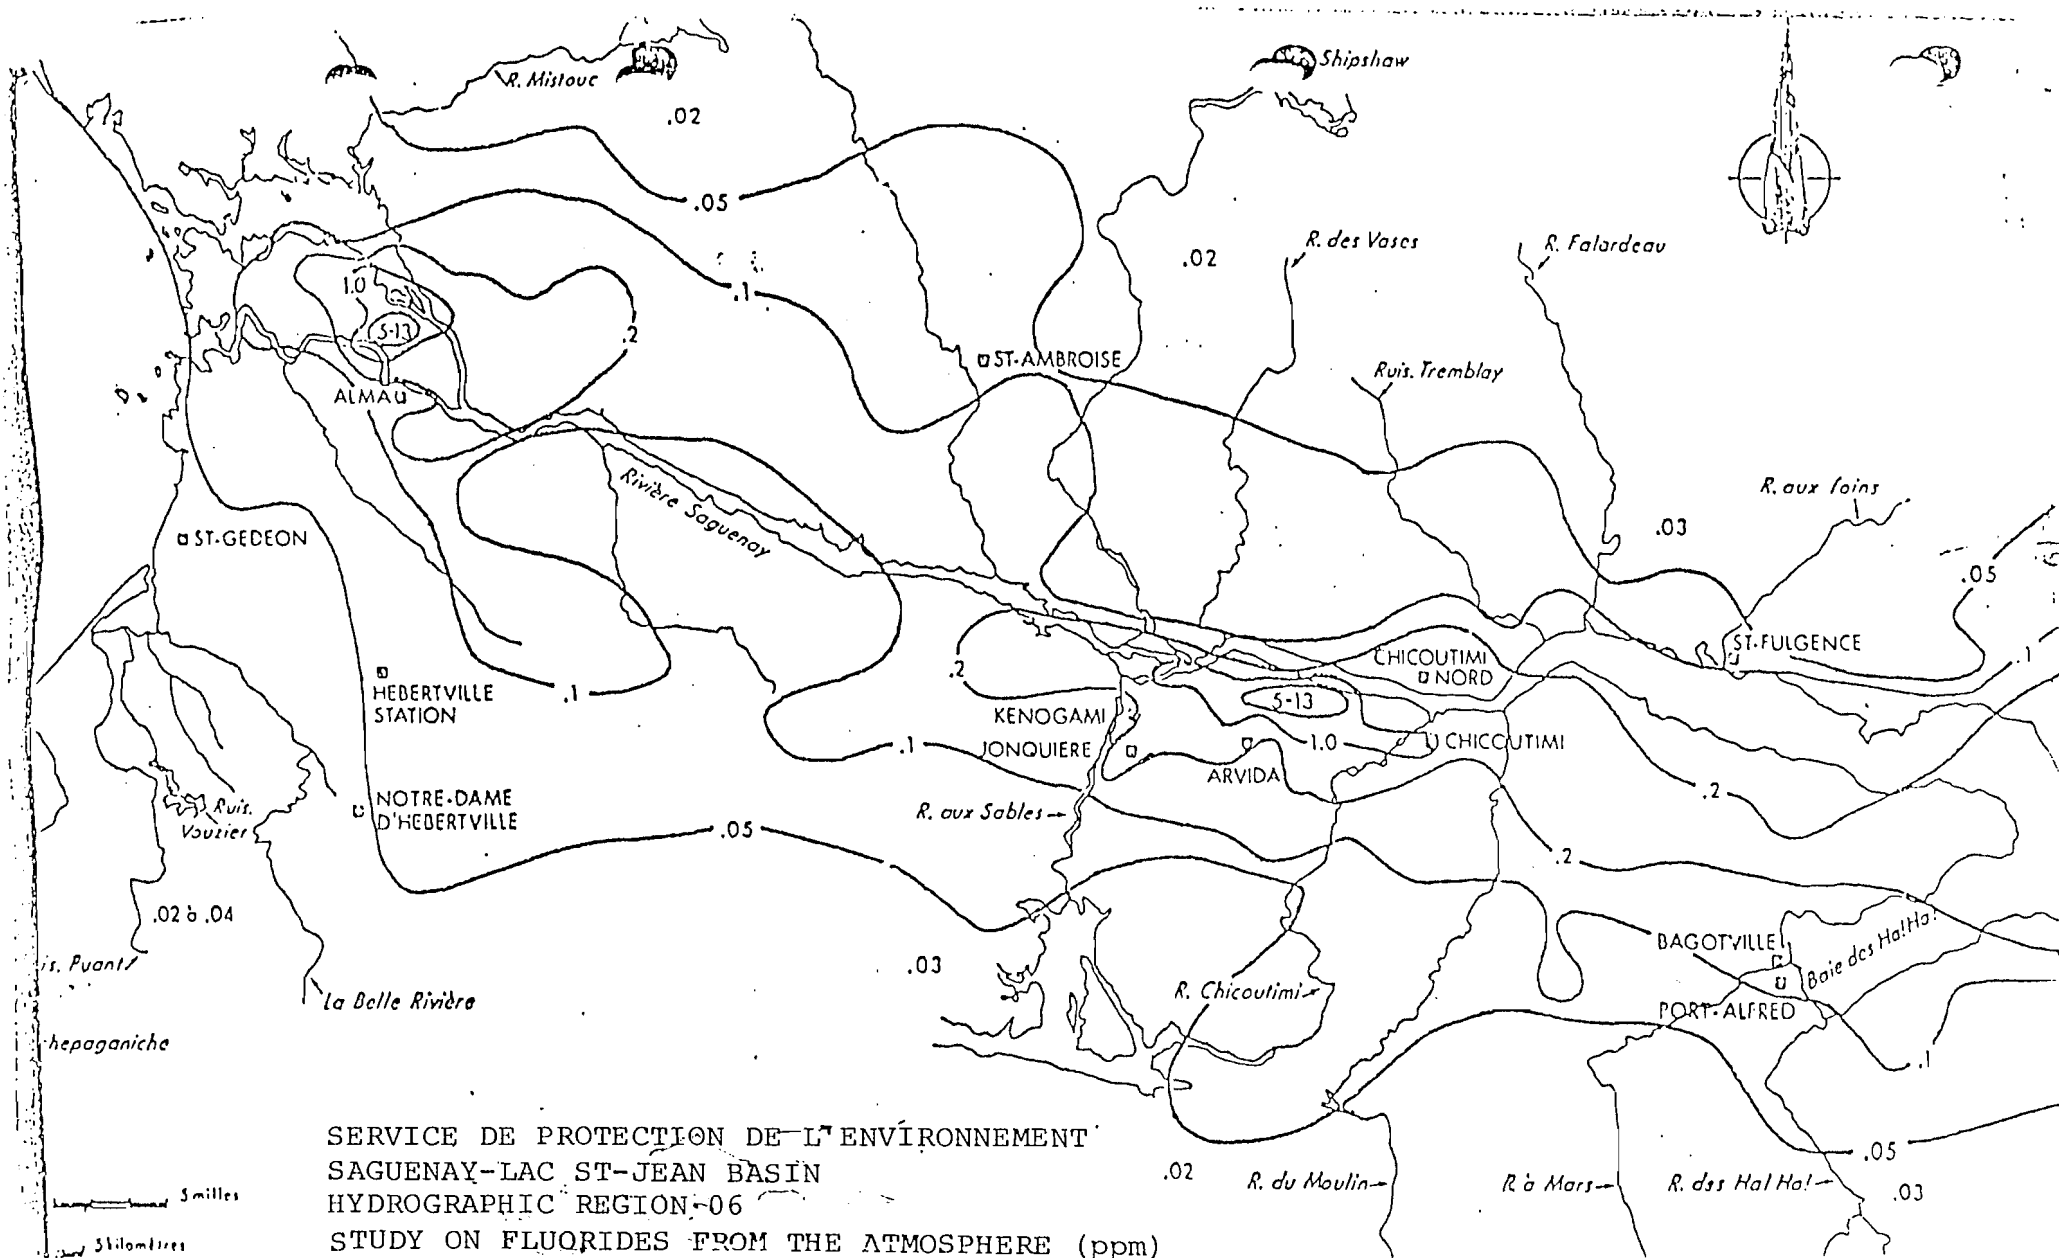 R. Mistouc
Shipshaw
.02
.05
R. des Vases
R. Falardeau
.02
1.0
.1
5-13
.2
ST-AMBROISE
Ruis. Tremblay
ALMA
R. aux foins
Rivière Saguenay
.03
ST-GEDEON
.05
ST-FULGENCE
CHICOUTIMI
NORD
.1
.2
HEBERTVILLE
STATION
.1
5-13
KENOGAMI
.1
JONQUIERE
1.0
CHICOUTIMI
ARVIDA
NOTRE-DAME
D'HEBERTVILLE
.2
Ruis.
Vouzier
R. aux Sables
.05
.2
.02 à .04
BAGOTVILLE
Baie des Ha!Ha!
is. Puant
.03
La Belle Rivière
R. Chicoutimi
PORT-ALFRED
hepaganiche
.1
SERVICE DE PROTECTION DE L'ENVIRONNEMENT
.05
SAGUENAY-LAC ST-JEAN BASIN
.02
R. du Moulin
R. à Mars
R. des Ha! Ha!
.03
5 milles
HYDROGRAPHIC REGION-06
5 kilomètres
STUDY ON FLUORIDES FROM THE ATMOSPHERE (ppm)